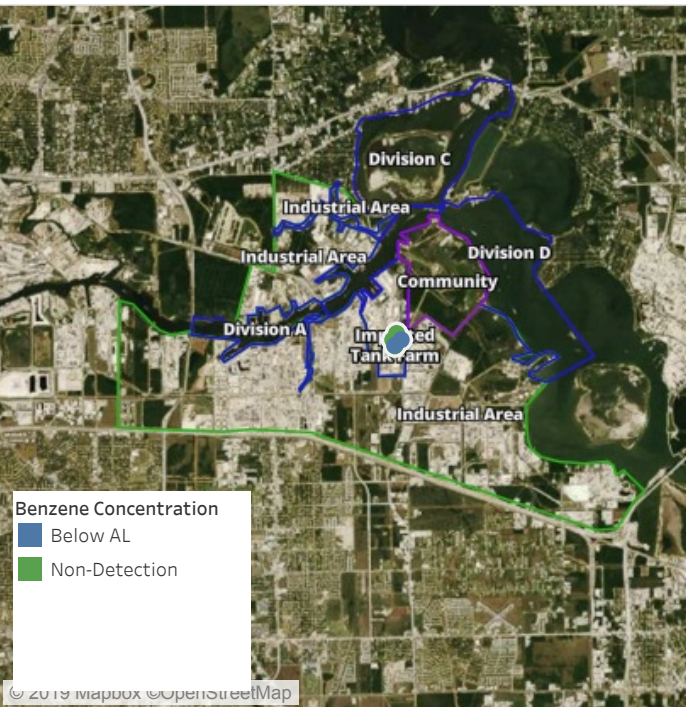 Division C
Industrial Area
Industrial Area
Division D
Community
Division A
Tank Farm
Industrial Area
Benzene Concentration
Below AL
Non-Detection
© 2019 Mapbox ©OpenStreetMap